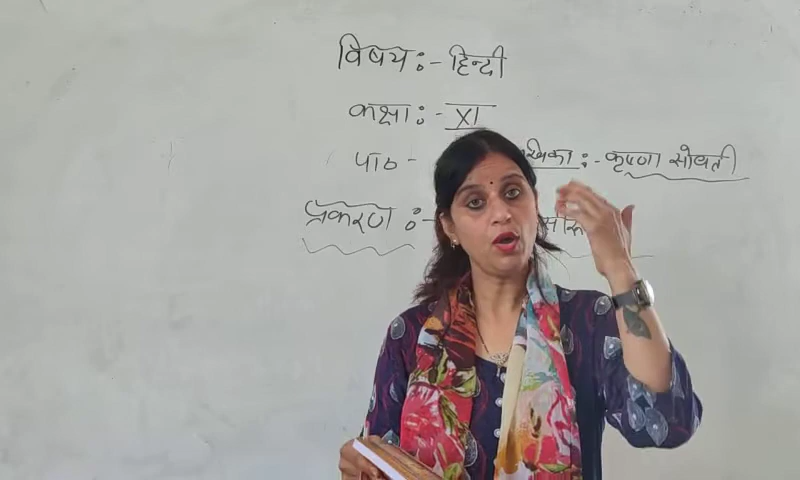 विषय :- हिन्दी
कक्षा :- XI
पाठ - :- कृष्णा सोबती
प्रकरण :-